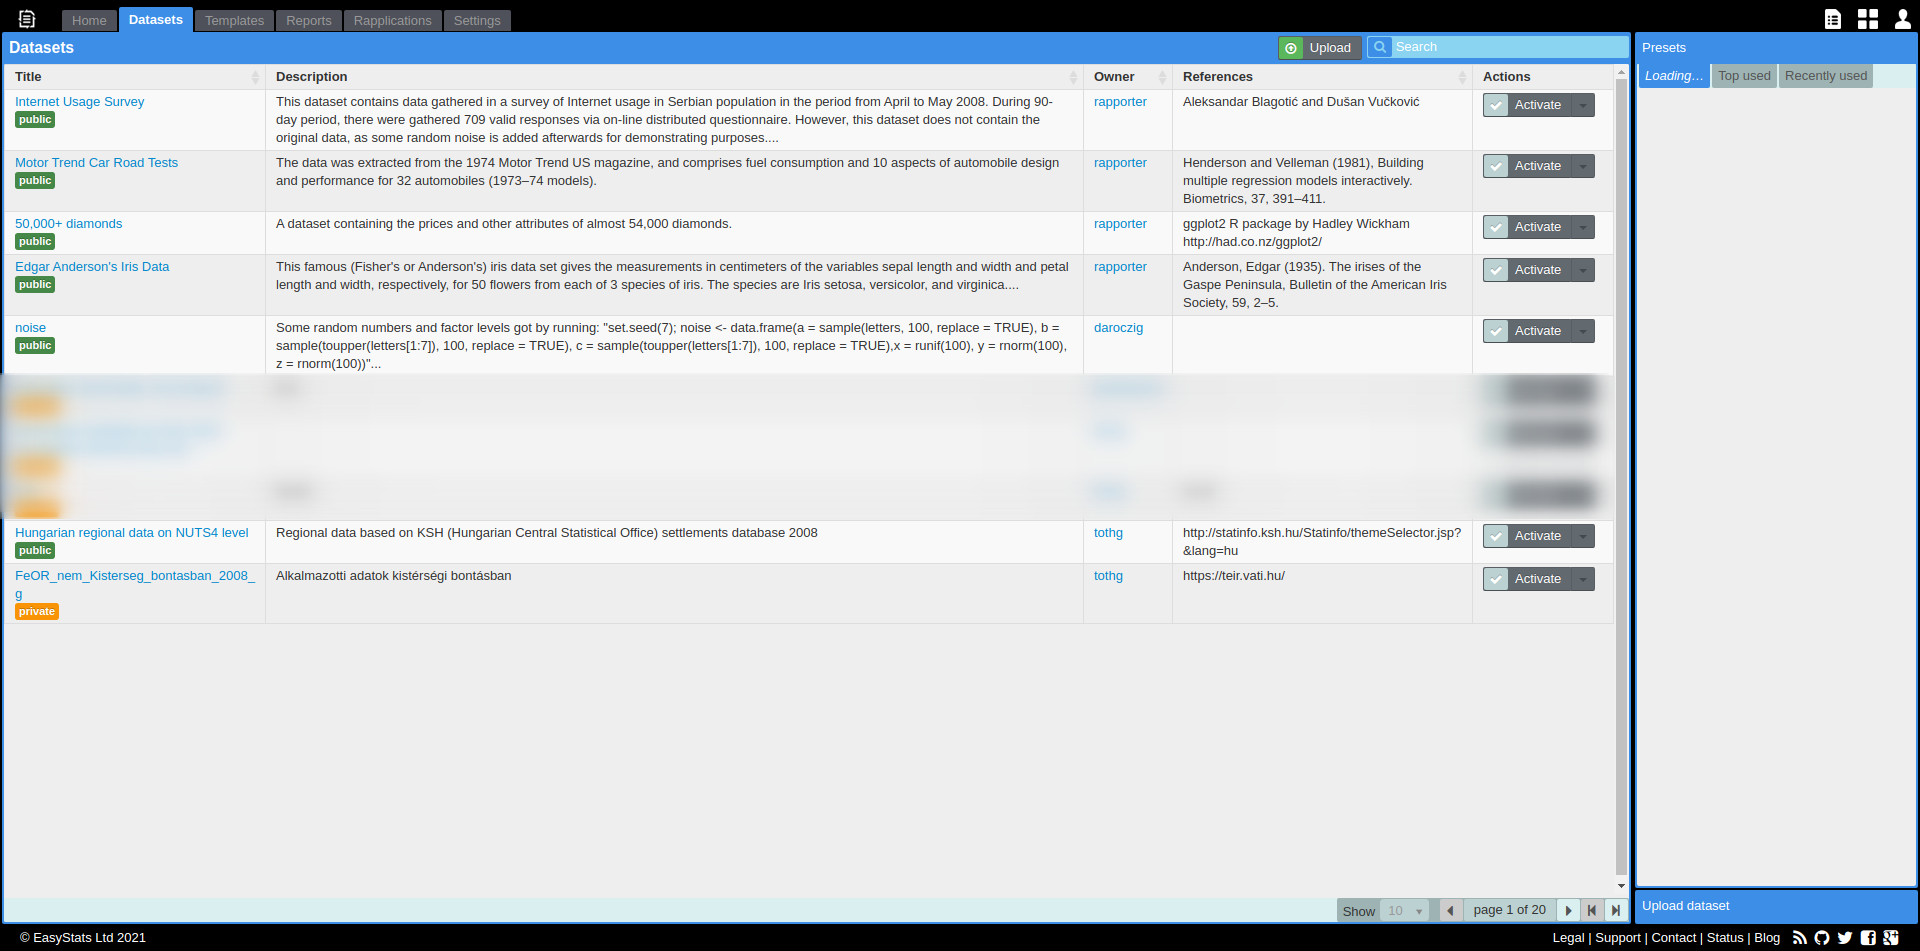 Home Datasets Templates Reports Rapplications Settings
Datasets
Upload
Search
Title Description Owner References Actions
Internet Usage Survey
public
This dataset contains data gathered in a survey of Internet usage in Serbian population in the period from April to May 2008. During 90-
day period, there were gathered 709 valid responses via on-line distributed questionnaire. However, this dataset does not contain the
original data, as some random noise is added afterwards for demonstrating purposes....
rapporter
Aleksandar Blagotić and Dušan Vučković
Activate
Motor Trend Car Road Tests
public
The data was extracted from the 1974 Motor Trend US magazine, and comprises fuel consumption and 10 aspects of automobile design
and performance for 32 automobiles (1973–74 models).
rapporter
Henderson and Velleman (1981), Building
multiple regression models interactively.
Biometrics, 37, 391–411.
Activate
50,000+ diamonds
public
A dataset containing the prices and other attributes of almost 54,000 diamonds.
rapporter
ggplot2 R package by Hadley Wickham
http://had.co.nz/ggplot2/
Activate
Edgar Anderson's Iris Data
public
This famous (Fisher's or Anderson's) iris data set gives the measurements in centimeters of the variables sepal length and width and petal
length and width, respectively, for 50 flowers from each of 3 species of iris. The species are Iris setosa, versicolor, and virginica....
rapporter
Anderson, Edgar (1935). The irises of the
Gaspe Peninsula, Bulletin of the American Iris
Society, 59, 2–5.
Activate
noise
public
Some random numbers and factor levels got by running: "set.seed(7); noise <- data.frame(a = sample(letters, 100, replace = TRUE), b =
sample(toupper(letters[1:7]), 100, replace = TRUE), c = sample(toupper(letters[1:7]), 100, replace = TRUE),x = runif(100), y = rnorm(100),
z = rnorm(100))"...
daroczig
Activate
Hungarian regional data on NUTS4 level
public
Regional data based on KSH (Hungarian Central Statistical Office) settlements database 2008
tothg
http://statinfo.ksh.hu/Statinfo/themeSelector.jsp?
&lang=hu
Activate
FeOR_nem_Kisterseg_bontasban_2008_
g
private
Alkalmazotti adatok kistérségi bontásban
tothg
https://teir.vati.hu/
Activate
Show 10 page 1 of 20
Presets
Loading… Top used Recently used
Upload dataset
© EasyStats Ltd 2021
Legal | Support | Contact | Status | Blog